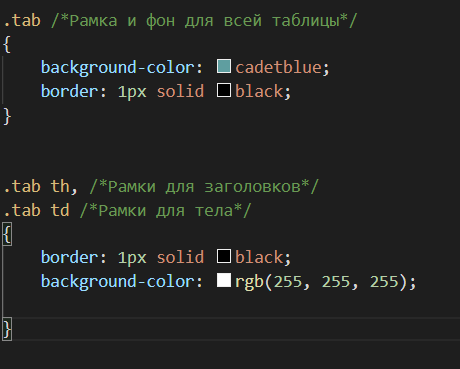 .tab /*Рамка и фон для всей таблицы*/
{
    background-color: cadetblue;
    border: 1px solid black;
}
.tab th, /*Рамки для заголовков*/
.tab td /*Рамки для тела*/
{
    border: 1px solid black;
    background-color: rgb(255, 255, 255);
}